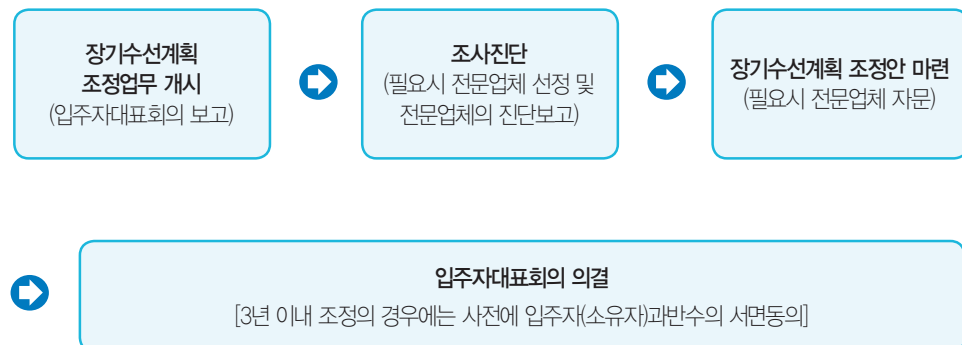 장기수선계획
조정업무 개시
(입주자대표회의 보고)
조사진단
(필요시 전문업체 선정 및
전문업체의 진단보고)
장기수선계획 조정안 마련
(필요시 전문업체 자문)
입주자대표회의 의결
[3년 이내 조정의 경우에는 사전에 입주자(소유자)과반수의 서면동의]